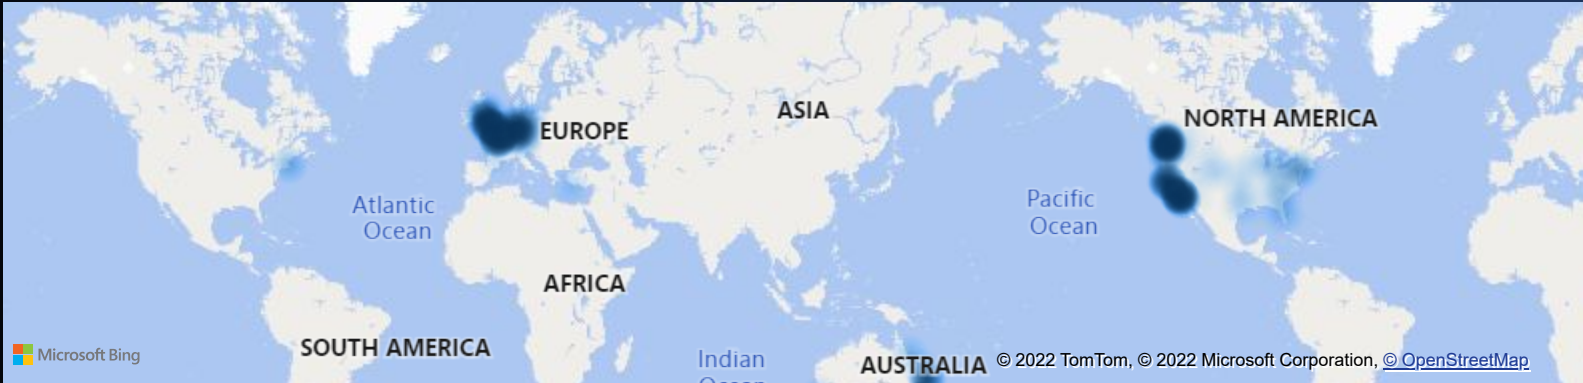 NORTH AMERICA
ASIA
EUROPE
Atlantic
Ocean
Pacific
Ocean
AFRICA
SOUTH AMERICA
Indian
Ocean
AUSTRALIA
Microsoft Bing
© 2022 TomTom, © 2022 Microsoft Corporation, © OpenStreetMap